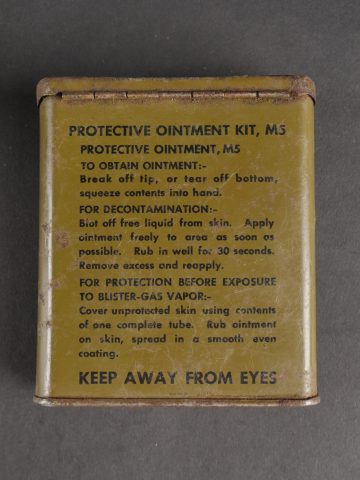 PROTECTIVE OINTMENT KIT, M5
PROTECTIVE OINTMENT, M5
TO OBTAIN OINTMENT:-
Break off tip, or tear off bottom,
squeeze contents into hand.
FOR DECONTAMINATION:-
Blot off free liquid from skin. Apply
ointment freely to area as soon as
possible. Rub in well for 30 seconds.
Remove excess and reapply.
FOR PROTECTION BEFORE EXPOSURE
TO BLISTER-GAS VAPOR:-
Cover unprotected skin using contents
of one complete tube. Rub ointment
on skin, spread in a smooth even
coating.
KEEP AWAY FROM EYES